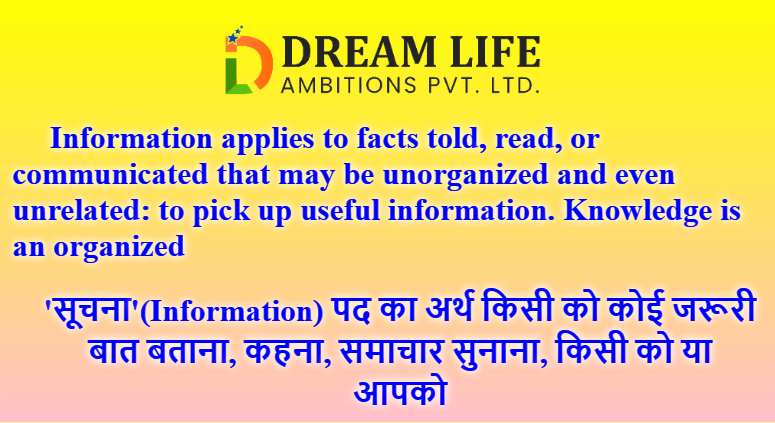 DREAM LIFE
AMBITIONS PVT. LTD.
Information applies to facts told, read, or
communicated that may be unorganized and even
unrelated: to pick up useful information. Knowledge is
an organized
'सूचना'(Information) पद का अर्थ किसी को कोई जरूरी
बात बताना, कहना, समाचार सुनाना, किसी को या
आपको